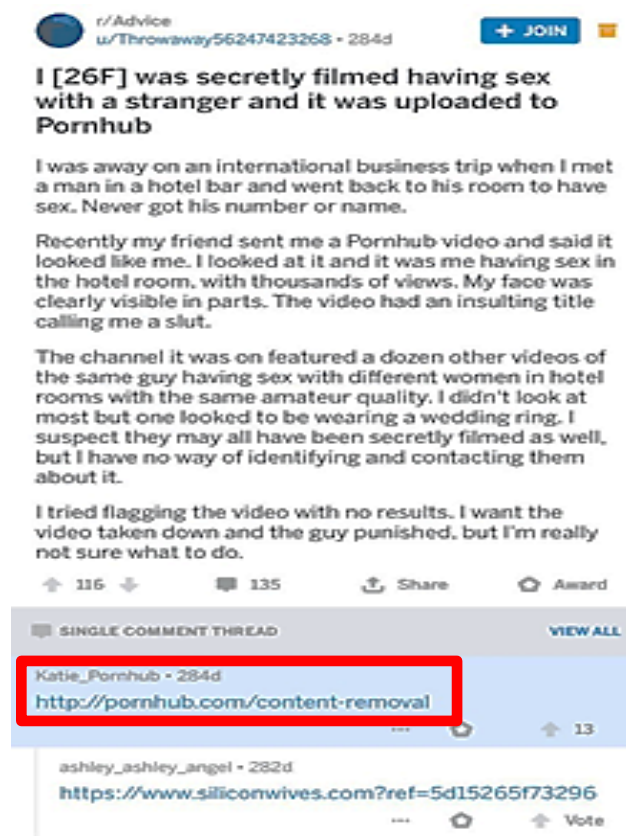 r/Advice
u/Throwaway56247423268 • 284d
+ JOIN
I [26F] was secretly filmed having sex
with a stranger and it was uploaded to
Pornhub
I was away on an international business trip when I met
a man in a hotel bar and went back to his room to have
sex. Never got his number or name.
Recently my friend sent me a Pornhub video and said it
looked like me. I looked at it and it was me having sex in
the hotel room, with thousands of views. My face was
clearly visible in parts. The video had an insulting title
calling me a slut.
The channel it was on featured a dozen other videos of
the same guy having sex with different women in hotel
rooms with the same amateur quality. I didn't look at
most but one looked to be wearing a wedding ring. I
suspect they may all have been secretly filmed as well,
but I have no way of identifying and contacting them
about it.
I tried flagging the video with no results. I want the
video taken down and the guy punished, but I'm really
not sure what to do.
116 135 Share Award
SINGLE COMMENT THREAD VIEW ALL
Katie_Pornhub • 284d
http://pornhub.com/content-removal
... 13
ashley_ashley_angel • 282d
https://www.siliconwives.com?ref=5d15265f73296
... Vote